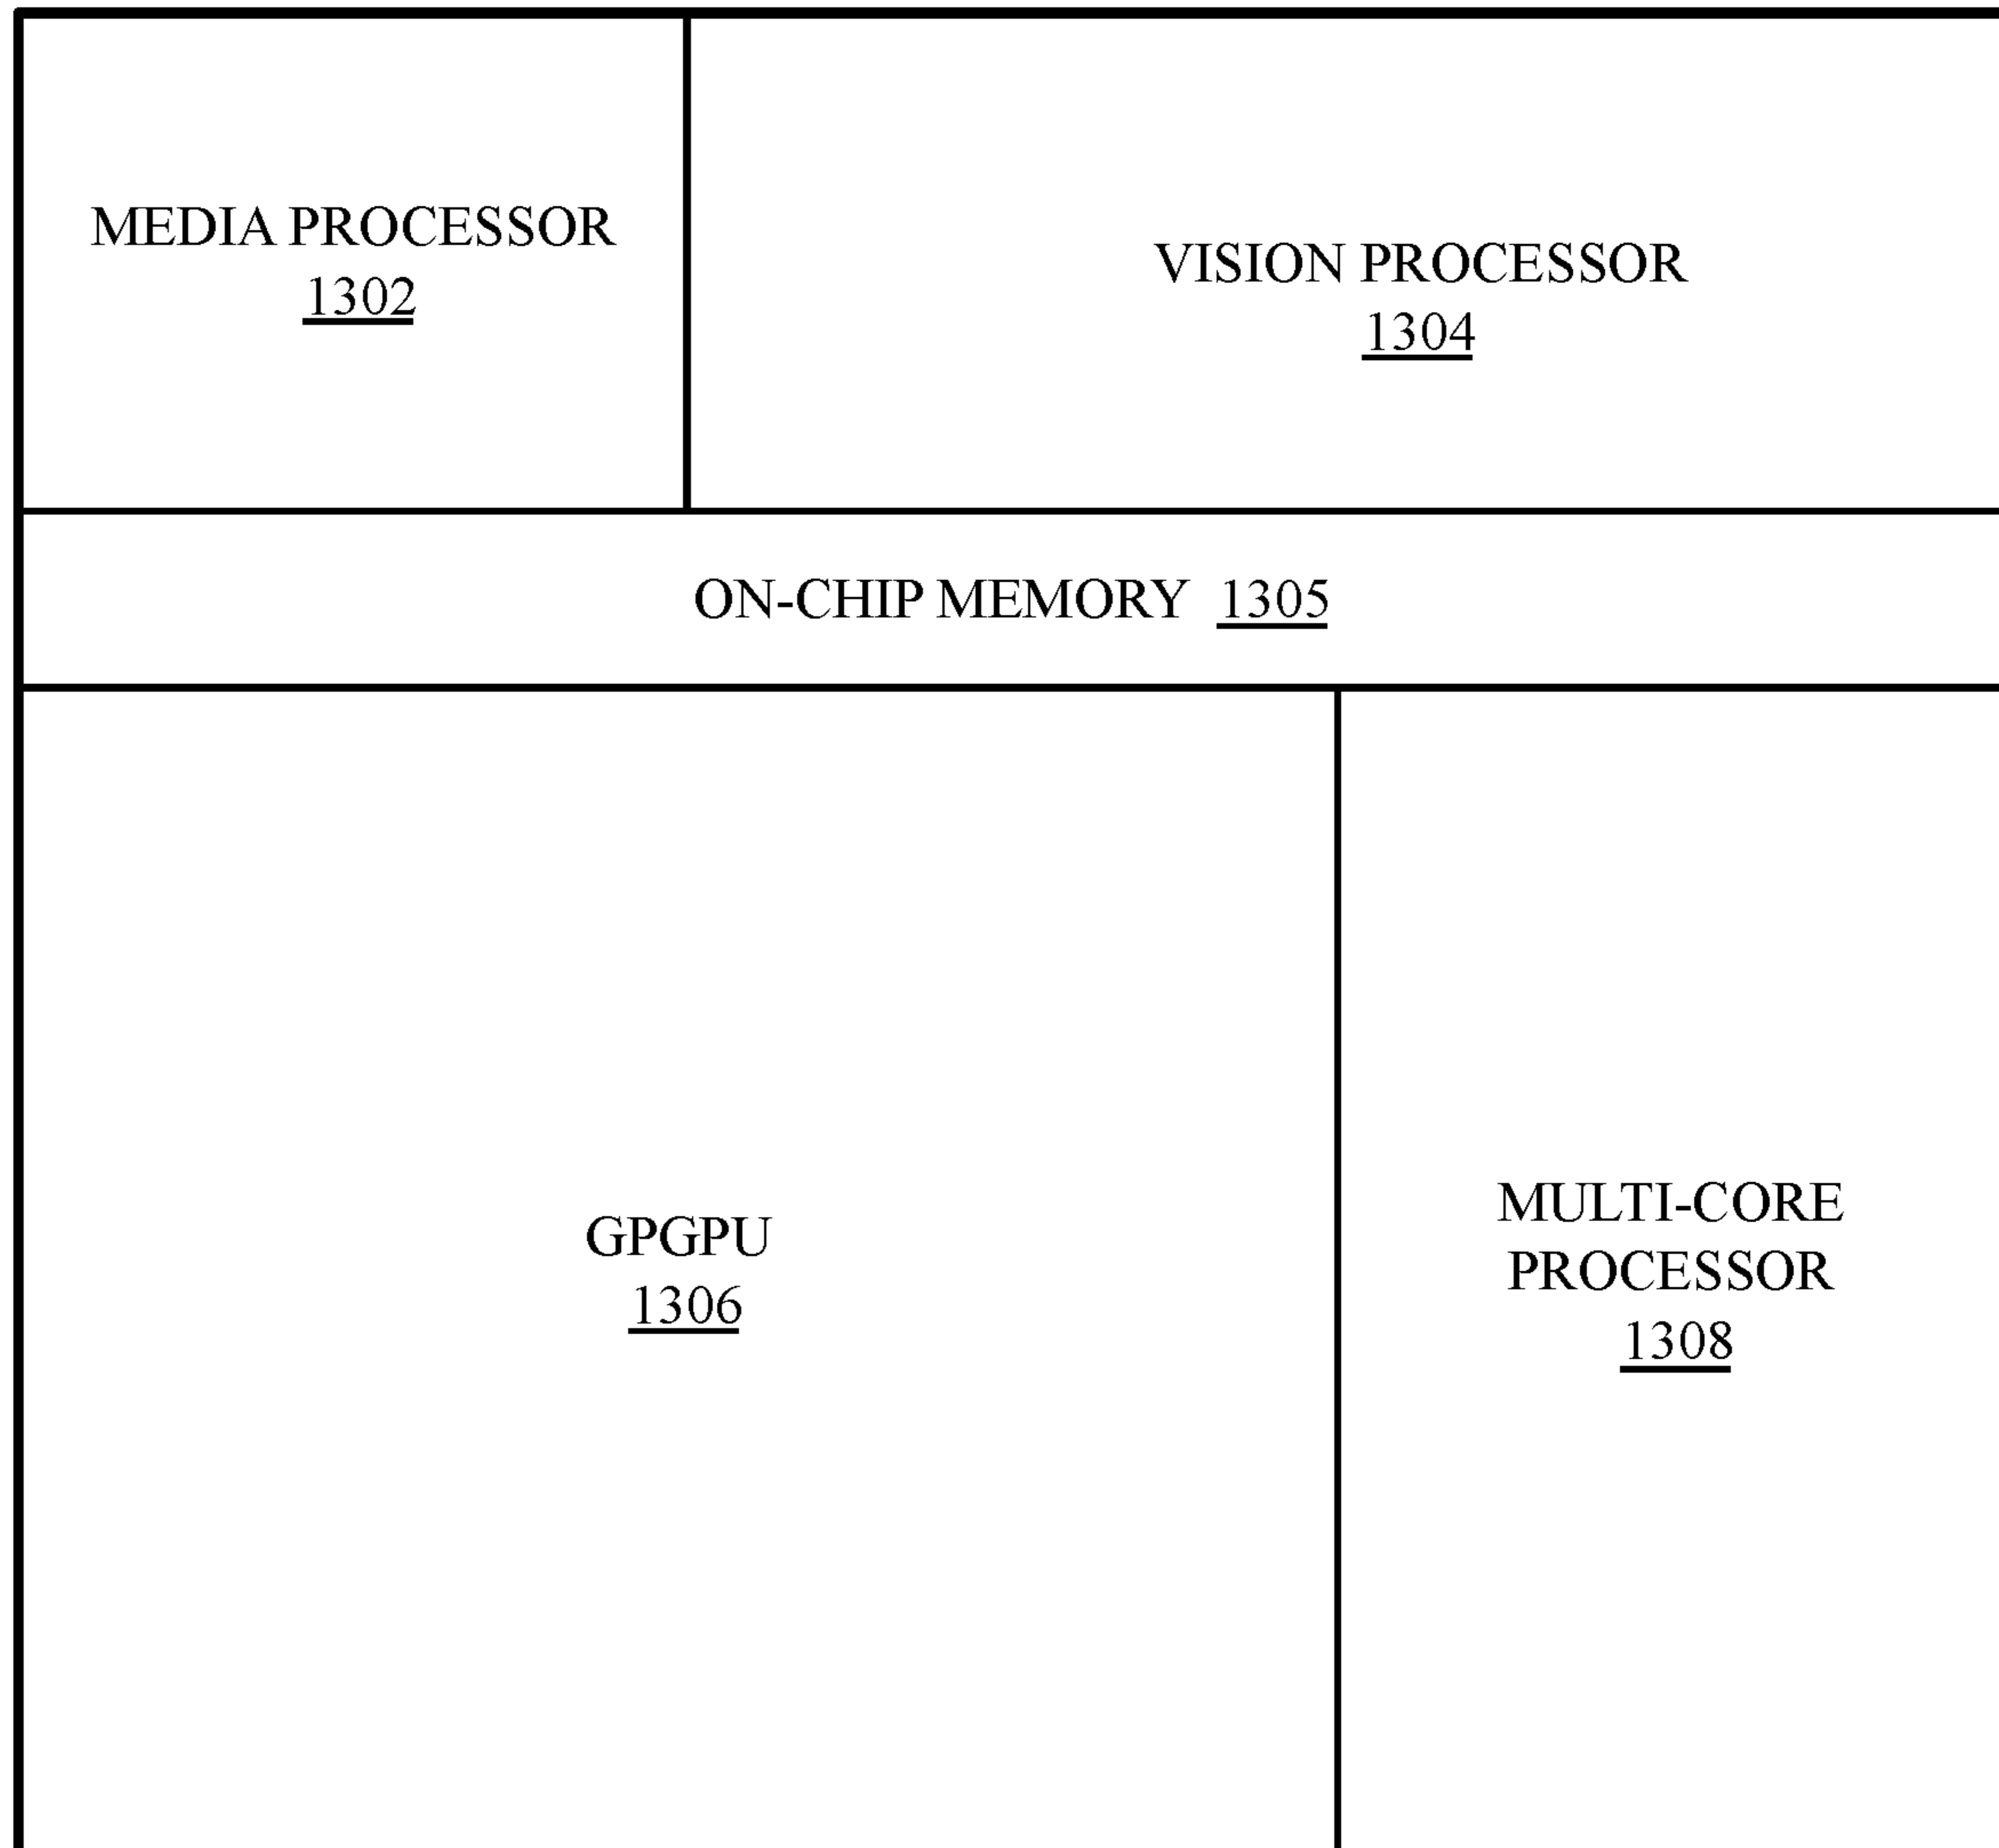 MEDIA PROCESSOR
1302
VISION PROCESSOR
1304
ON-CHIP MEMORY 1305
GPGPU
1306
MULTI-CORE
PROCESSOR
1308